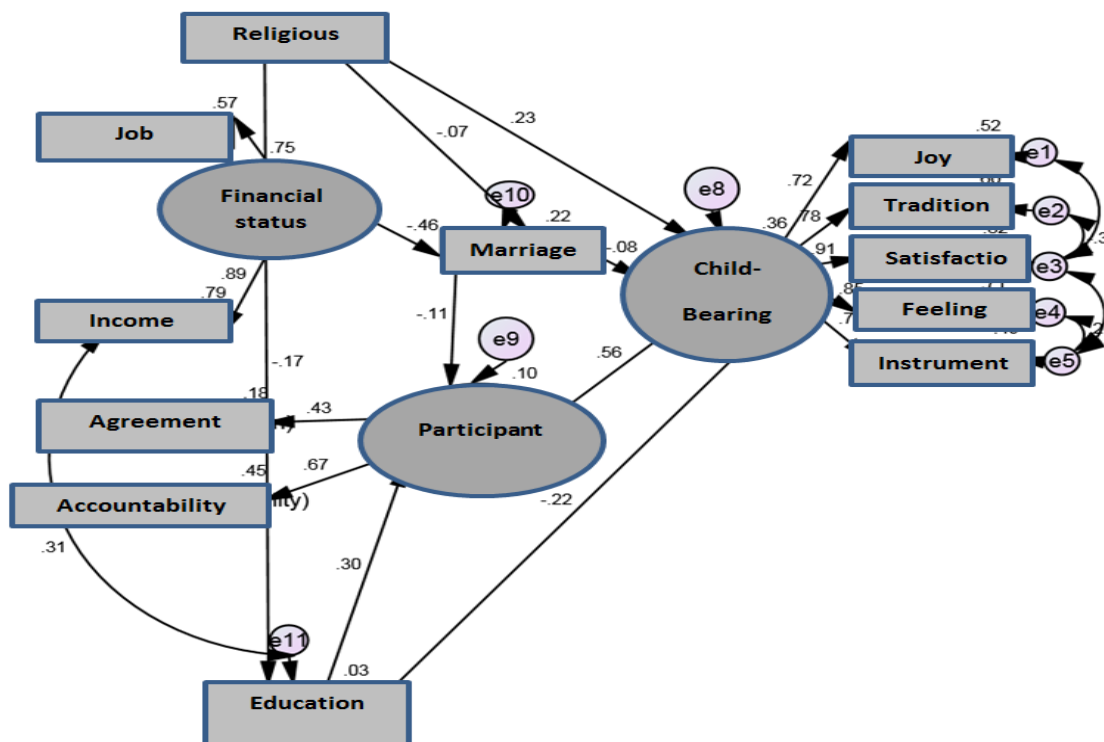 Religious
.57
Job
.75
-.07
.23
Financial
status
e10
e8
.52
e1
Joy
.72
.36
.78
Tradition
e2
-.46
.22
Marriage
-.08
.91
Satisfactio
e3
Child-
Bearing
.89
.79
Income
Feeling
e4
-.11
e9
.56
Instrument
e5
-.17
.10
.18
.43
Agreement
Participant
.45
.67
Accountability
lity)
-.22
.31
.30
e11
.03
Education